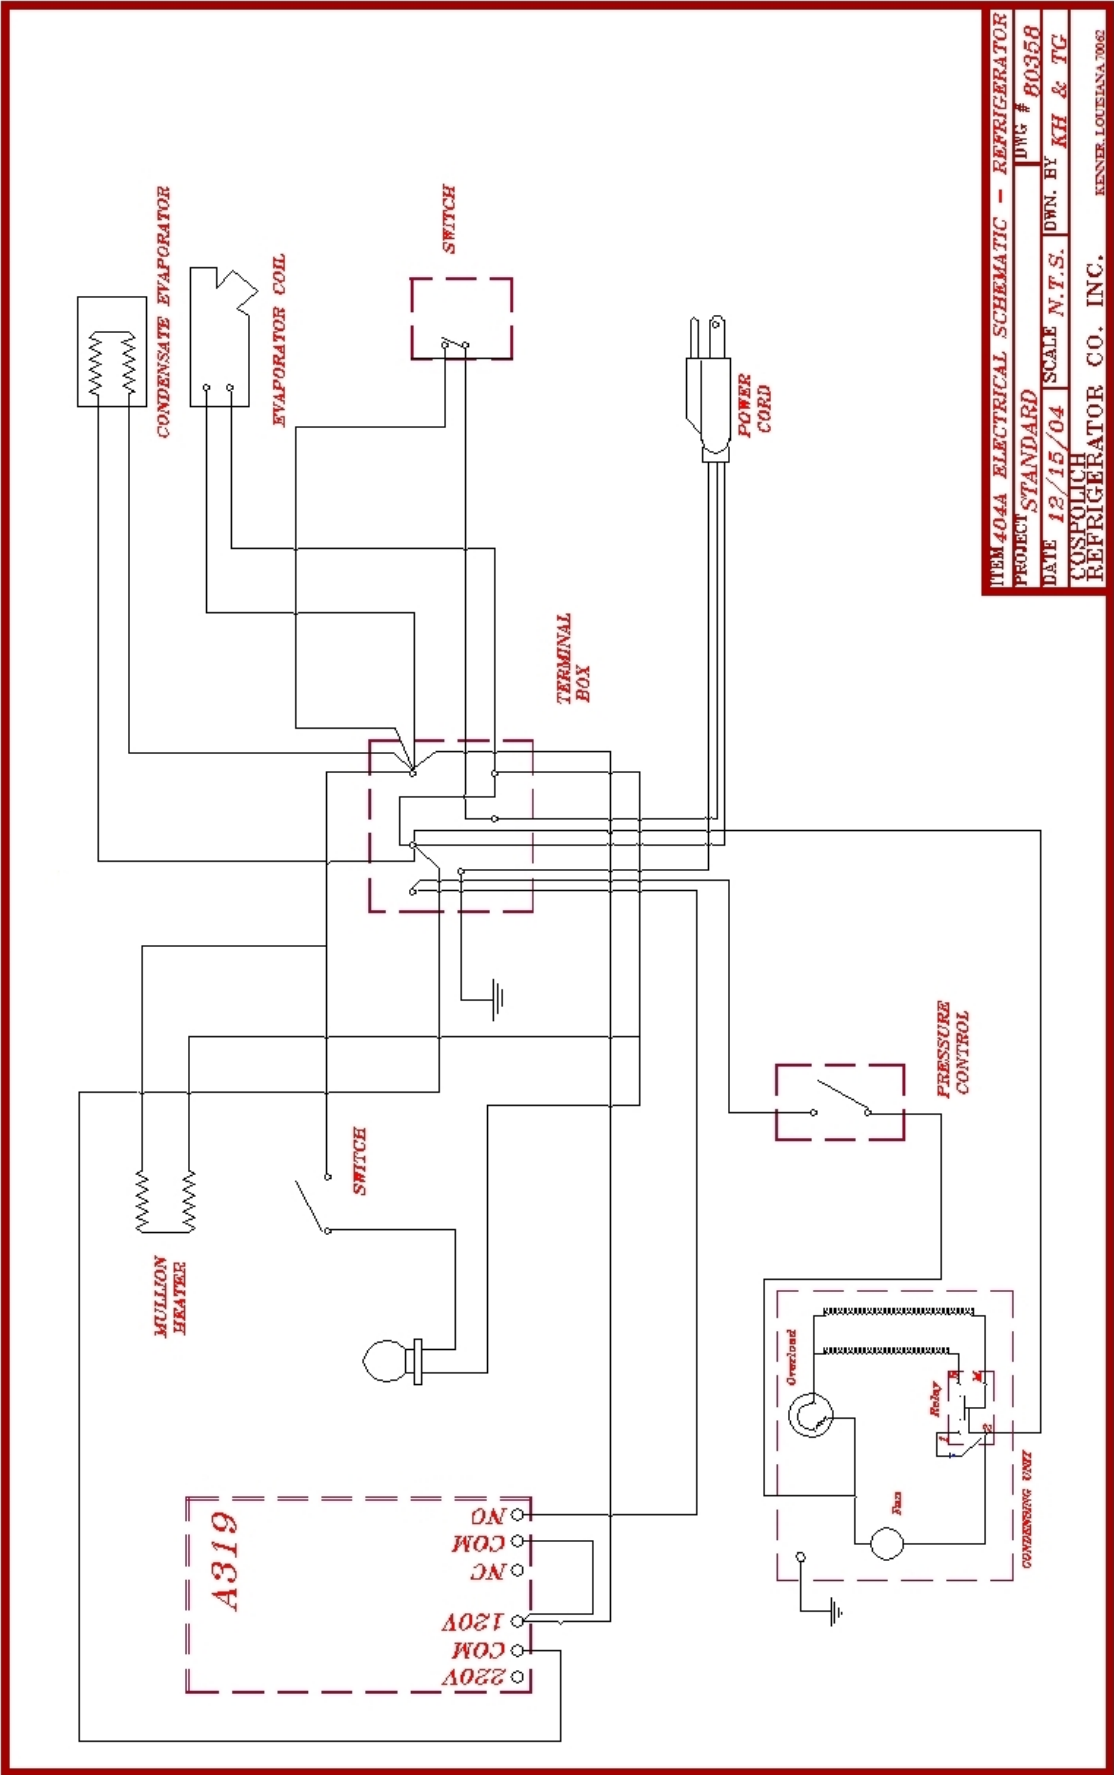 CONDENSATE EVAPORATOR
EVAPORATOR COIL
SWITCH
POWER
CORD
TERMINAL
BOX
MULLION
HEATER
SWITCH
PRESSURE
CONTROL
A319
NO
COM
NC
120V
COM
220V
Overload
Relay
S
M
1
2
Fan
CONDENSING UNIT
ITEM 404A ELECTRICAL SCHEMATIC - REFRIGERATOR
PROJECT STANDARD DWG # B0358
DATE 12/15/04 SCALE N.T.S. DWN. BY KH & TG
COSPOLICH
REFRIGERATOR CO. INC.
KENNER, LOUISIANA 70062